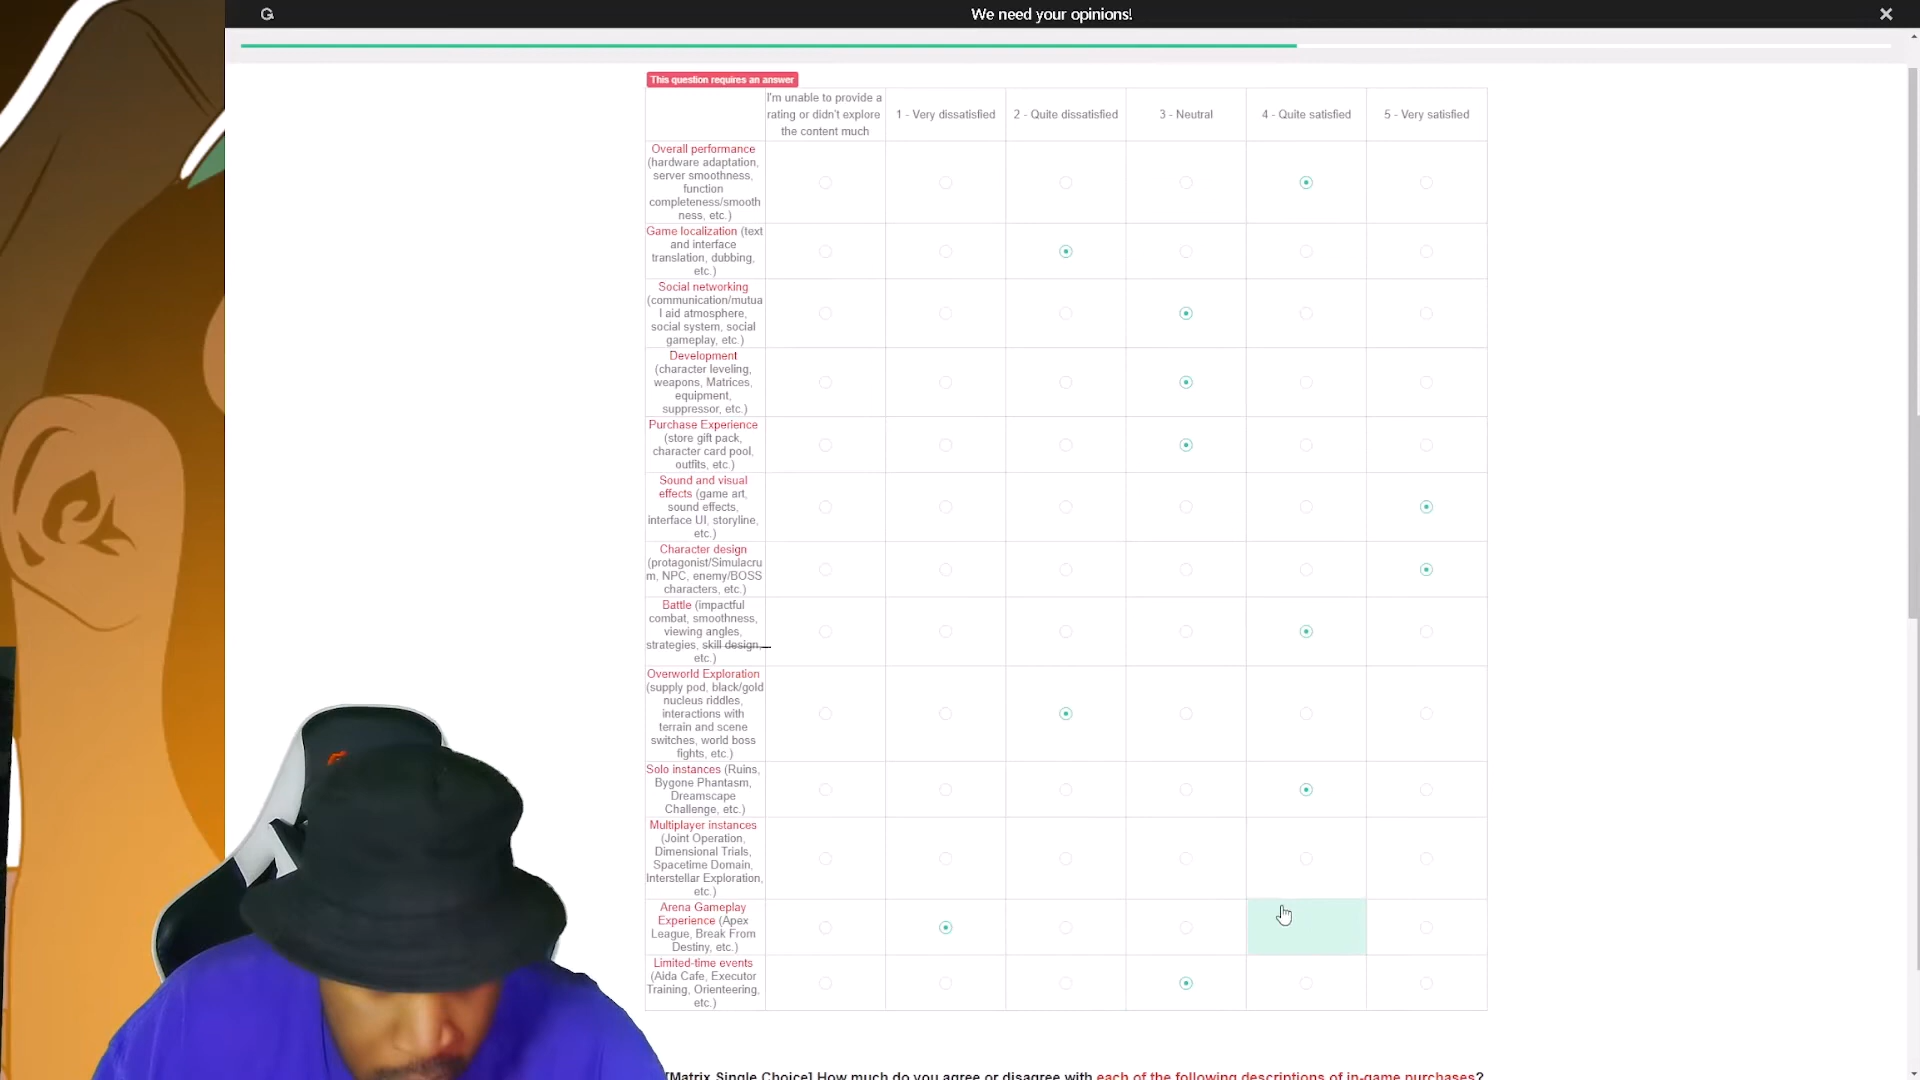 We need your opinions!
This question requires an answer
I'm unable to provide a
rating or didn't explore
the content much
1 - Very dissatisfied
2 - Quite dissatisfied
3 - Neutral
4 - Quite satisfied
5 - Very satisfied
Overall performance
(hardware adaptation,
server smoothness,
function
completeness/smooth
ness, etc.)
Game localization (text
and interface
translation, dubbing,
etc.)
Social networking
(communication/mutua
l aid atmosphere,
social system, social
gameplay, etc.)
Development
(character leveling,
weapons, Matrices,
equipment,
suppressor, etc.)
Purchase Experience
(store gift pack,
character card pool,
outfits, etc.)
Sound and visual
effects (game art,
sound effects,
interface UI, storyline,
etc.)
Character design
(protagonist/Simulacru
m, NPC, enemy/BOSS
characters, etc.)
Battle (impactful
combat, smoothness,
viewing angles,
strategies, skill design,
etc.)
Overworld Exploration
(supply pod, black/gold
nucleus riddles,
interactions with
terrain and scene
switches, world boss
fights, etc.)
Solo instances (Ruins,
Bygone Phantasm,
Dreamscape
Challenge, etc.)
Multiplayer instances
(Joint Operation,
Dimensional Trials,
Spacetime Domain,
Interstellar Exploration,
etc.)
Arena Gameplay
Experience (Apex
League, Break From
Destiny, etc.)
Limited-time events
(Aida Cafe, Executor
Training, Orienteering,
etc.)
[Matrix Single Choice] How much do you agree or disagree with each of the following descriptions of in-game purchases?